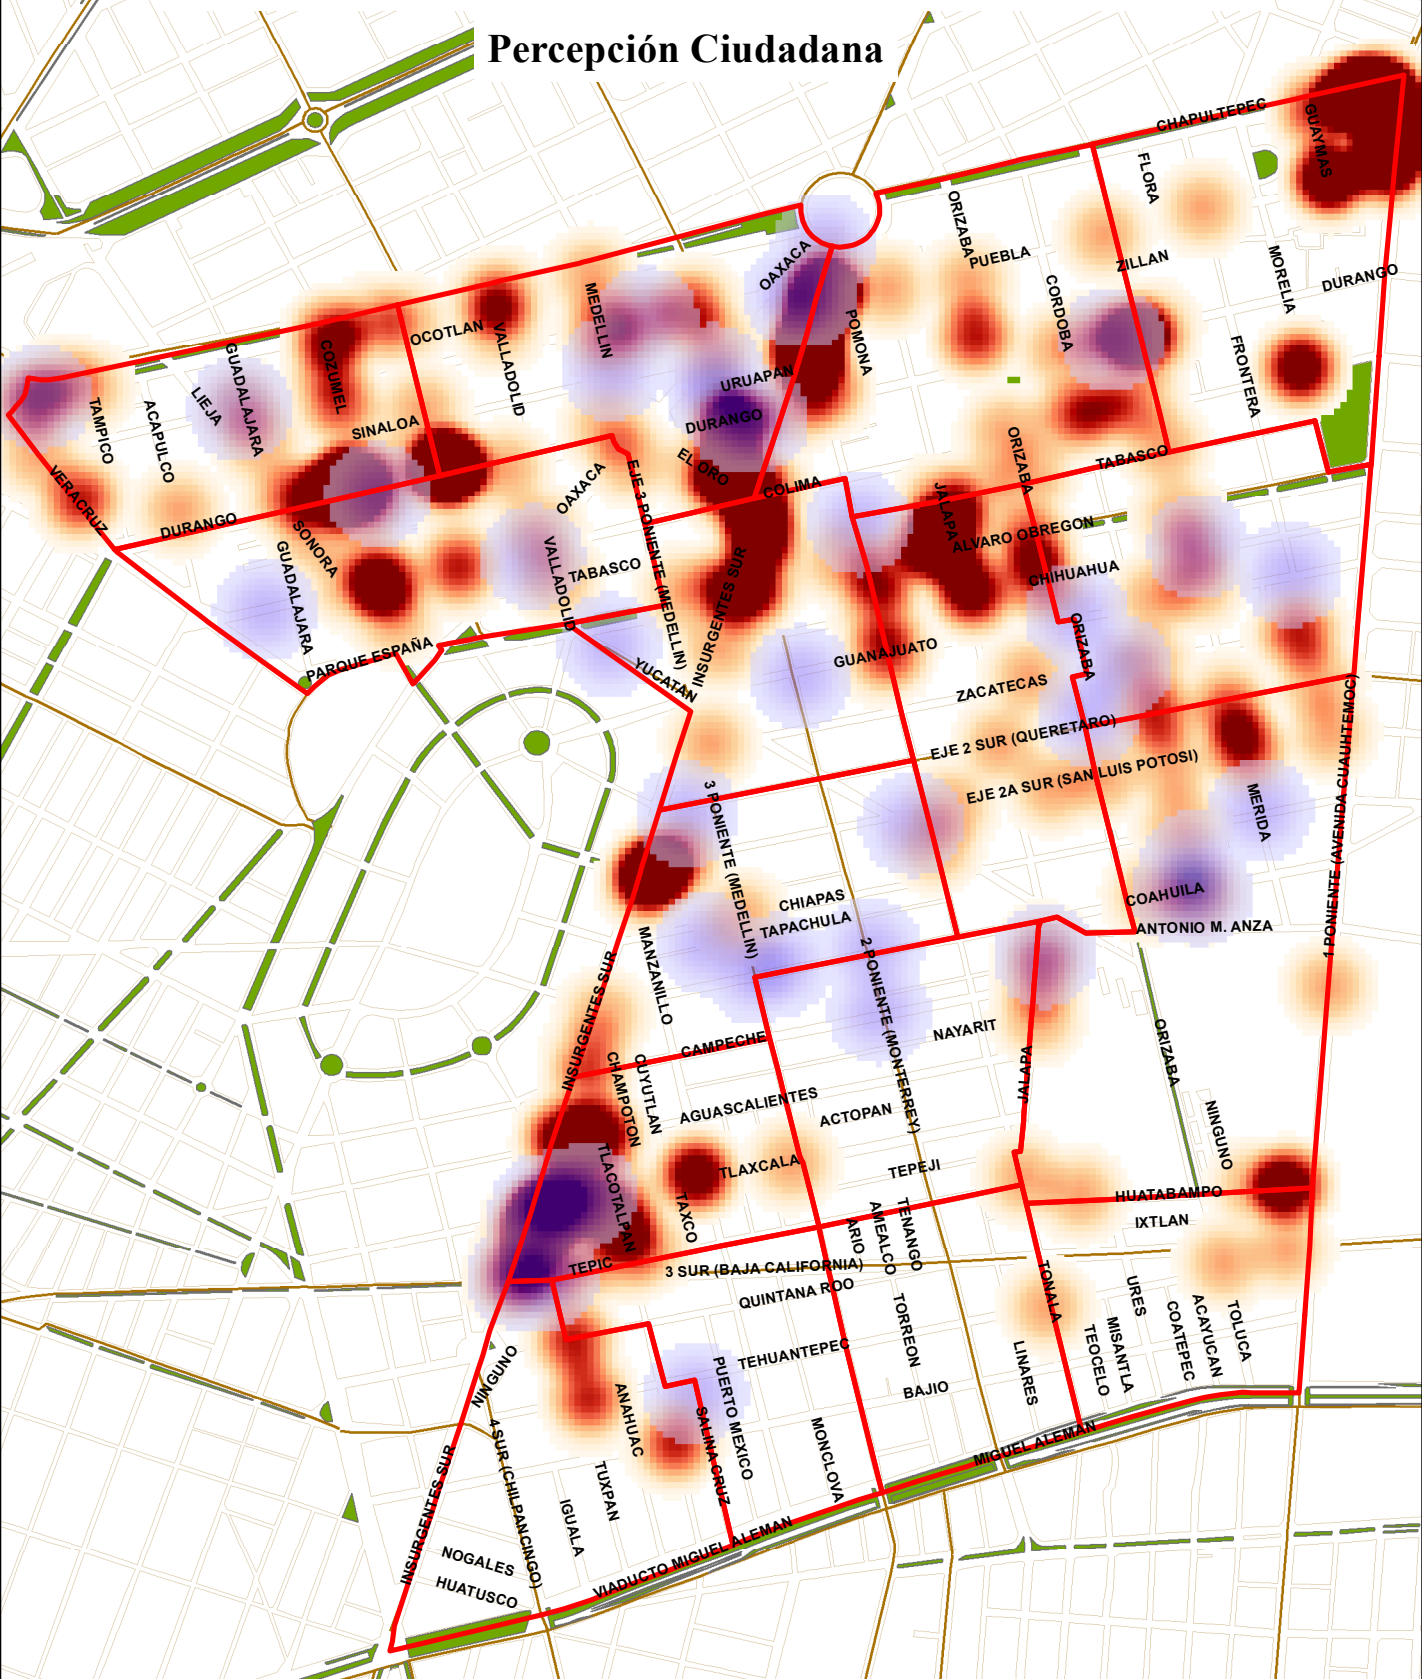 Percepción Ciudadana
CHAPULTEPEC
GUAYMAS
FLORA
ORIZABA
PUEBLA
OAXACA
ZILLAN
MORELIA
DURANGO
CORDOBA
MEDELLIN
OCOTLAN
VALLADOLID
POMONA
FRONTERA
COZUMEL
GUADALAJARA
LIEJA
URUAPAN
TAMPICO
ACAPULCO
SINALOA
DURANGO
EL ORO
ORIZABA
TABASCO
VERACRUZ
OAXACA
EJE 3 PONIENTE (MEDELLIN)
COLIMA
JALAPA
DURANGO
SONORA
ALVARO OBREGON
GUADALAJARA
VALLADOLID
TABASCO
INSURGENTES SUR
CHIHUAHUA
ORIZABA
PARQUE ESPAÑA
YUCATAN
GUANAJUATO
ZACATECAS
EJE 2 SUR (QUERETARO)
EJE 2A SUR (SAN LUIS POTOSI)
1 PONIENTE (AVENIDA CUAUHTEMOC)
3 PONIENTE (MEDELLIN)
MERIDA
CHIAPAS
TAPACHULA
COAHUILA
ANTONIO M. ANZA
MANZANILLO
INSURGENTES SUR
2 PONIENTE (MONTERREY)
NAYARIT
ORIZABA
CAMPECHE
CHAMPOTON
CUYUTLAN
JALAPA
AGUASCALIENTES
ACTOPAN
NINGUNO
TLACOTALPAN
TLAXCALA
TEPEJI
TAXCO
HUATABAMPO
IXTLAN
ARIO
AMEALCO
TENANGO
TEPIC
3 SUR (BAJA CALIFORNIA)
QUINTANA ROO
TONALA
URES
TORREON
MISANTLA
TEOCELO
COATEPEC
ACAYUCAN
TOLUCA
TEHUANTEPEC
LINARES
NINGUNO
PUERTO MEXICO
BAJIO
ANAHUAC
SALINA CRUZ
MONCLOVA
MIGUEL ALEMAN
4 SUR (CHILPANCINGO)
INSURGENTES SUR
TUXPAN
IGUALA
VIADUCTO MIGUEL ALEMAN
NOGALES
HUATUSCO